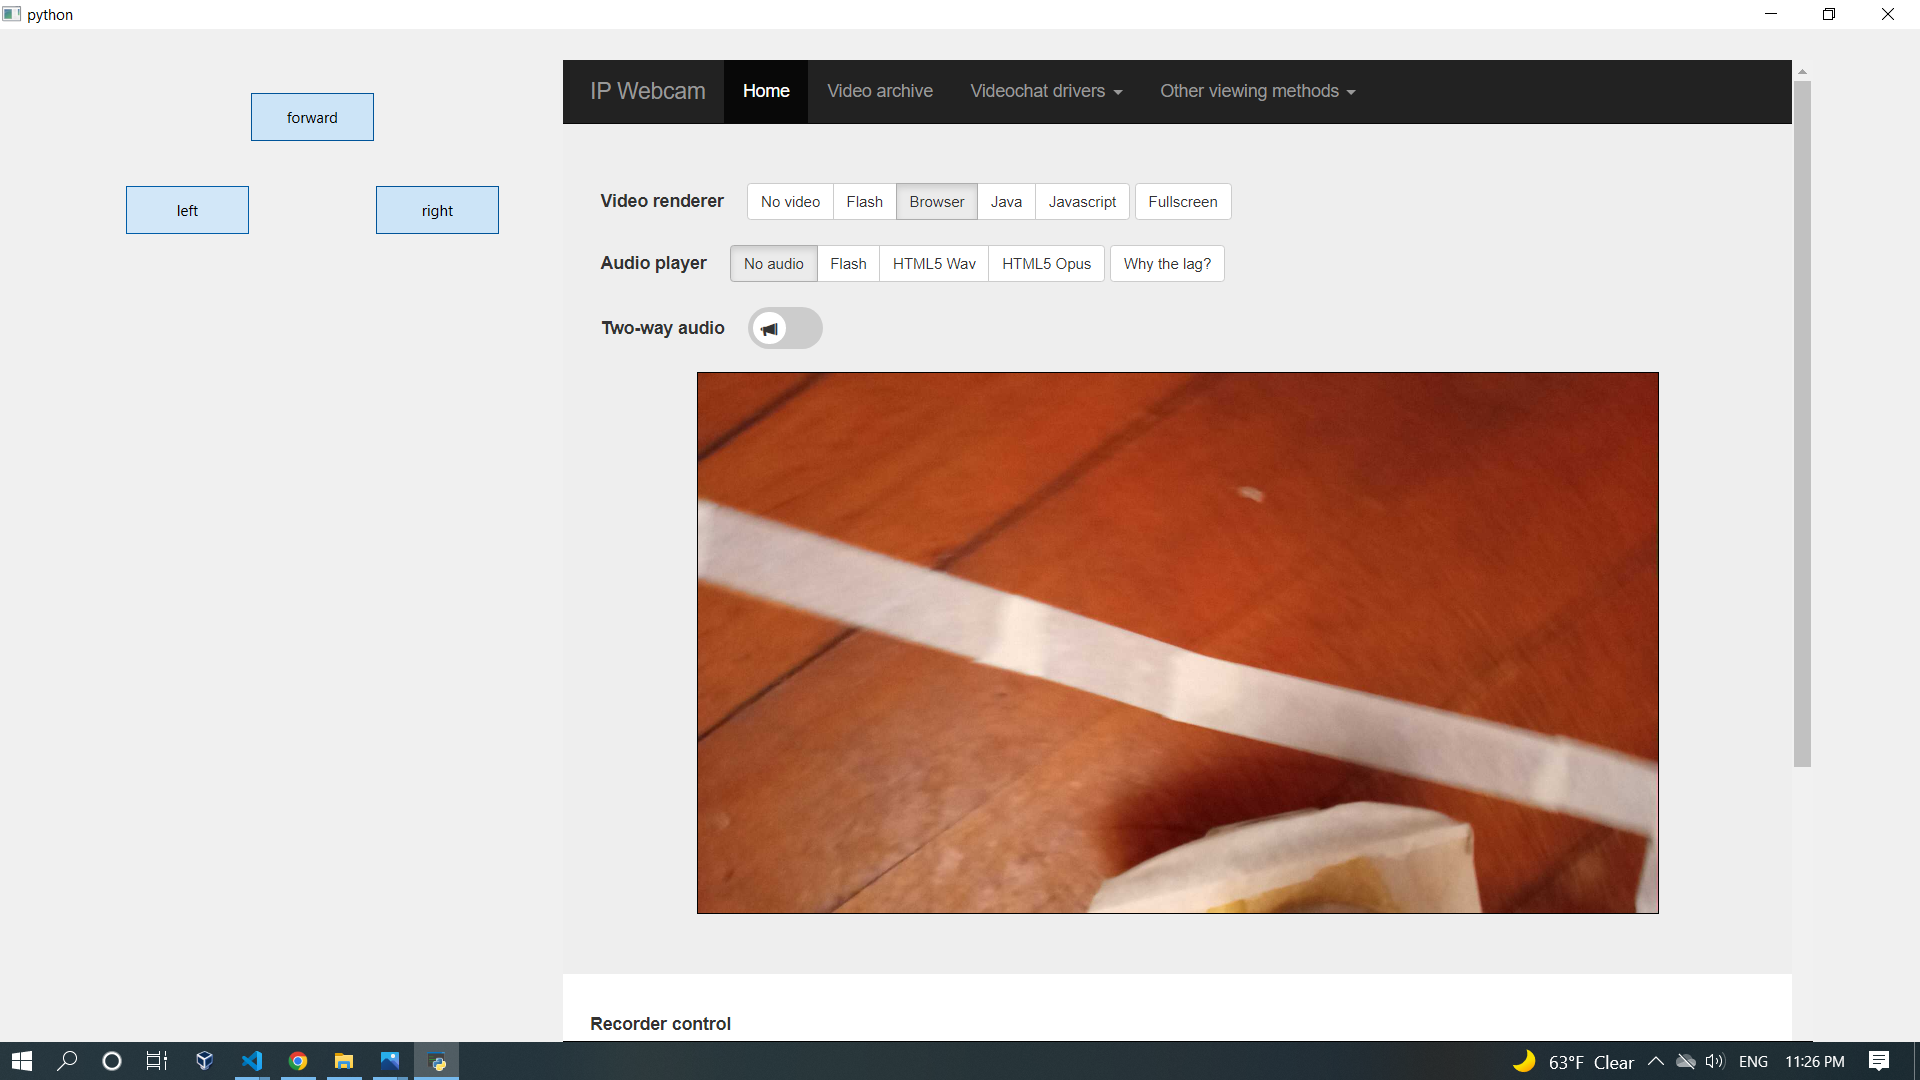 python
forward
left right
IP Webcam Home Video archive Videochat drivers Other viewing methods
Video renderer No video Flash Browser Java Javascript Fullscreen
Audio player No audio Flash HTML5 Wav HTML5 Opus Why the lag?
Two-way audio
Recorder control
63°F Clear ENG 11:26 PM